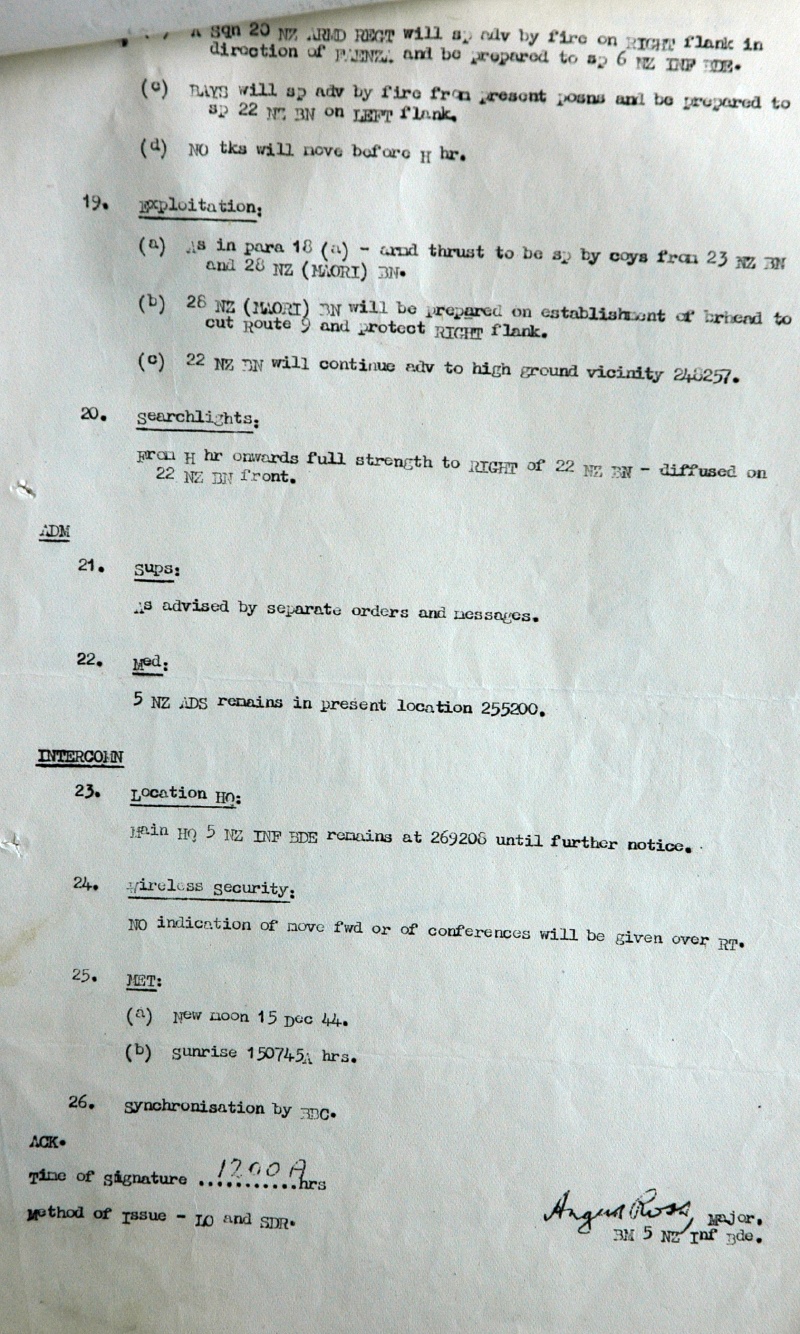 A Sqn 20 NZ ARMD REGT will sp adv by fire on RIGHT flank in
direction of FAENZA and be prepared to sp 6 NZ INF BDE.
(c) BAYS will sp adv by fire from present posns and be prepared to
sp 22 NZ BN on LEFT flank.
(d) NO tks will move before H hr.
19. Exploitation:
(a) As in para 18 (a) - armd thrust to be sp by coys from 23 NZ BN
and 28 NZ (MAORI) BN.
(b) 28 NZ (MAORI) BN will be prepared on establishment of brhead to
cut Route 9 and protect RIGHT flank.
(c) 22 NZ BN will continue adv to high ground vicinity 248257.
20. Searchlights:
From H hr onwards full strength to RIGHT of 22 NZ BN - diffused on
22 NZ BN front.
ADM
21. Sups:
As advised by separate orders and messages.
22. Med:
5 NZ ADS remains in present location 255200.
INTERCOMN
23. Location HQ:
Main HQ 5 NZ INF BDE remains at 269208 until further notice.
24. Wireless Security:
NO indication of move fwd or of conferences will be given over RT.
25. MET:
(a) New moon 15 Dec 44.
(b) Sunrise 150745A hrs.
26. Synchronisation by BBC.
ACK.
Time of Signature ..1200A..hrs
Method of Issue - LO and SDR.
Angus Ross, Major.
BM 5 NZ Inf Bde.